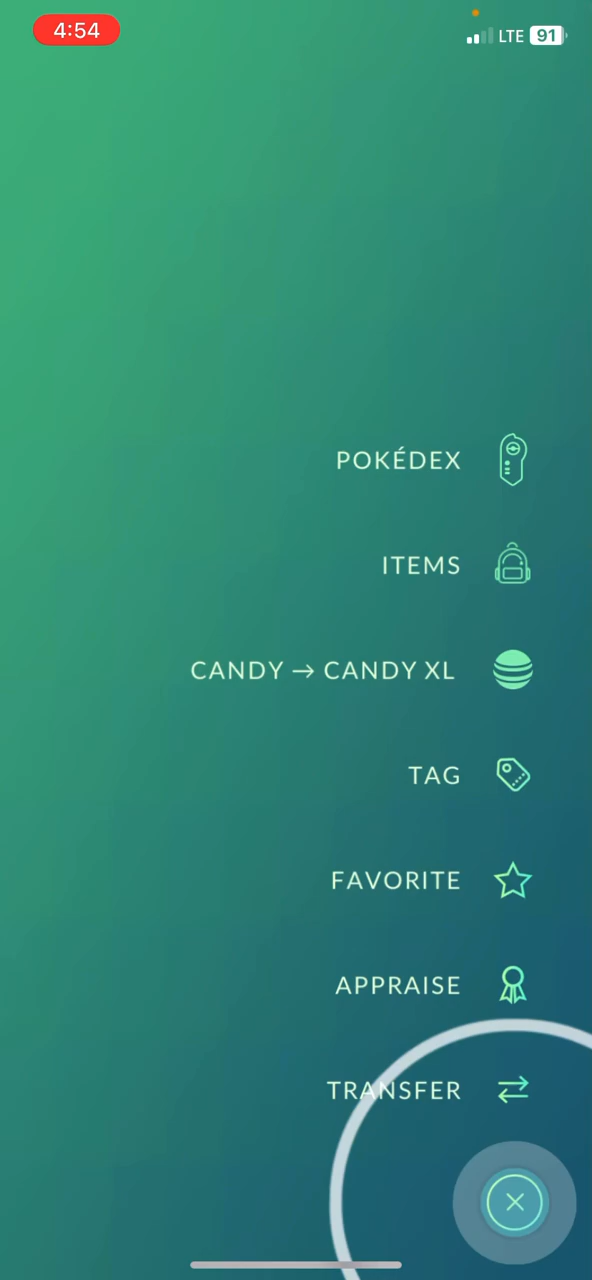 4:54
LTE 91
POKÉDEX
ITEMS
CANDY → CANDY XL
TAG
FAVORITE
APPRAISE
TRANSFER